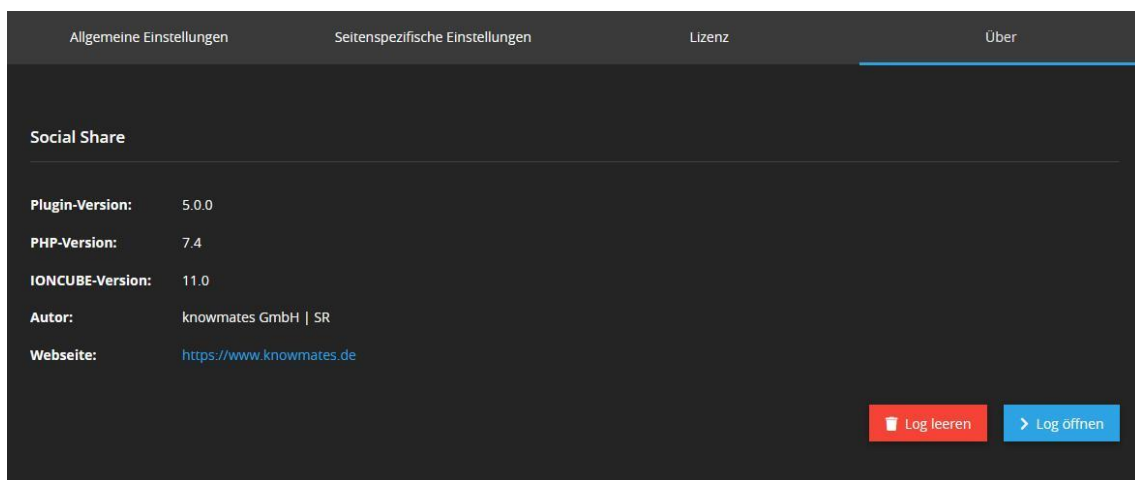 Allgemeine Einstellungen Seitenspezifische Einstellungen Lizenz Über
Social Share
Plugin-Version: 5.0.0
PHP-Version: 7.4
IONCUBE-Version: 11.0
Autor: knowmates GmbH | SR
Webseite: https://www.knowmates.de
Log leeren Log öffnen